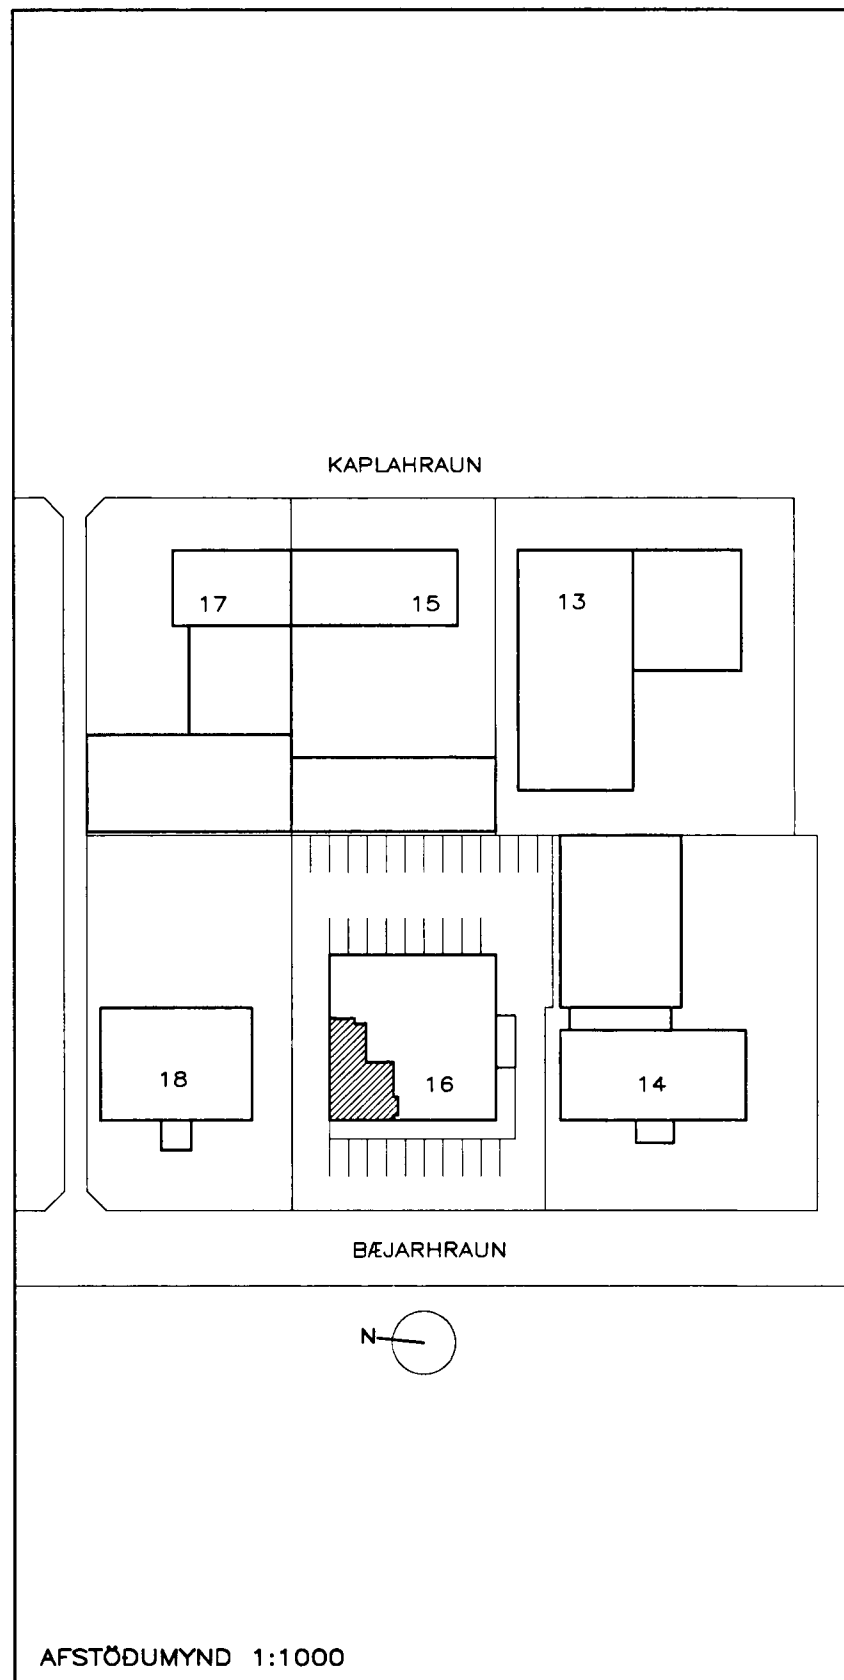 KAPLAHRAUN
17 15 13
18 16 14
BÆJARHRAUN
N
AFSTÖÐUMYND 1:1000